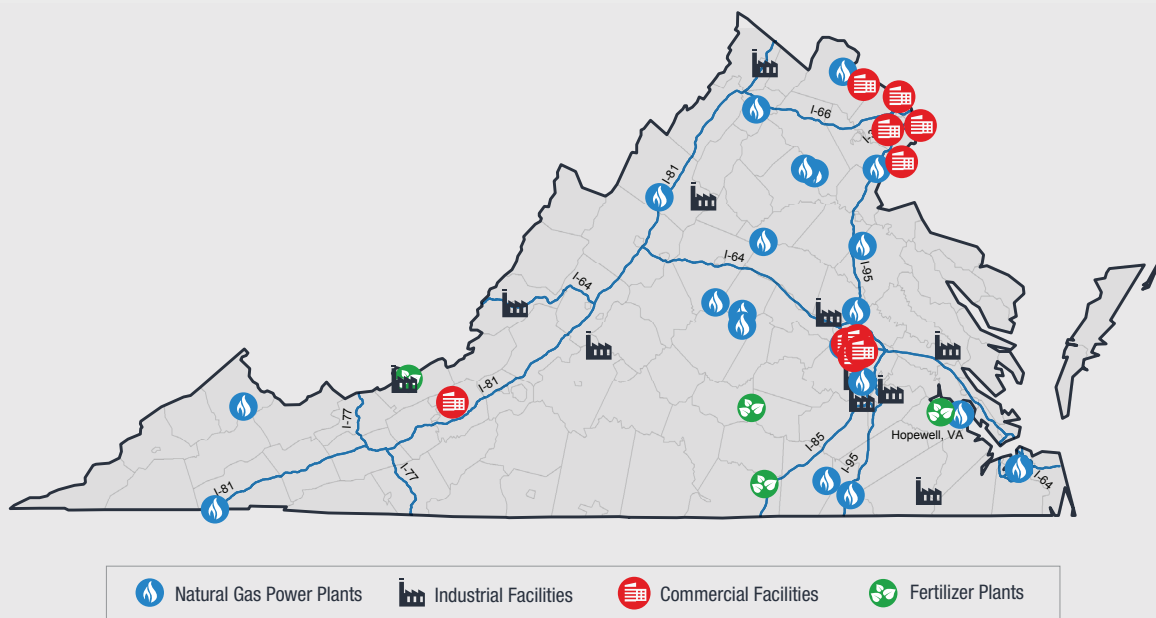 I-66
I-81
I-64
I-95
I-64
I-81
I-77
Hopewell, VA
I-85
I-95
I-77
I-64
I-81
Natural Gas Power Plants
Industrial Facilities
Commercial Facilities
Fertilizer Plants